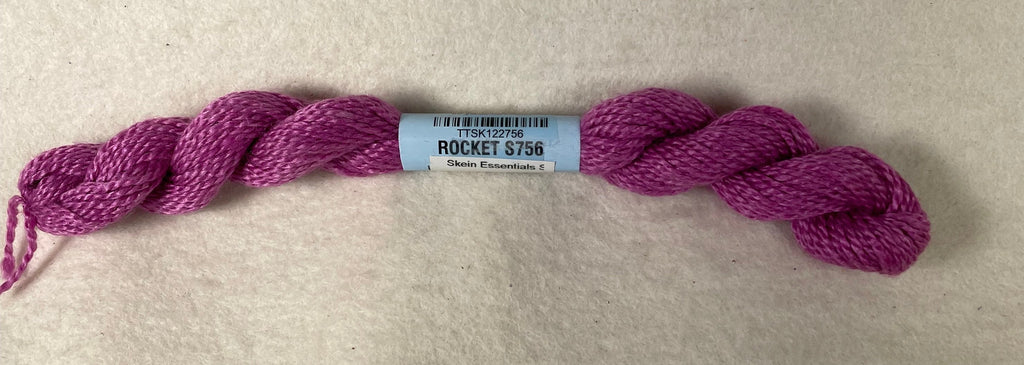 TTSK122756
ROCKET S756
Skein Essentials S